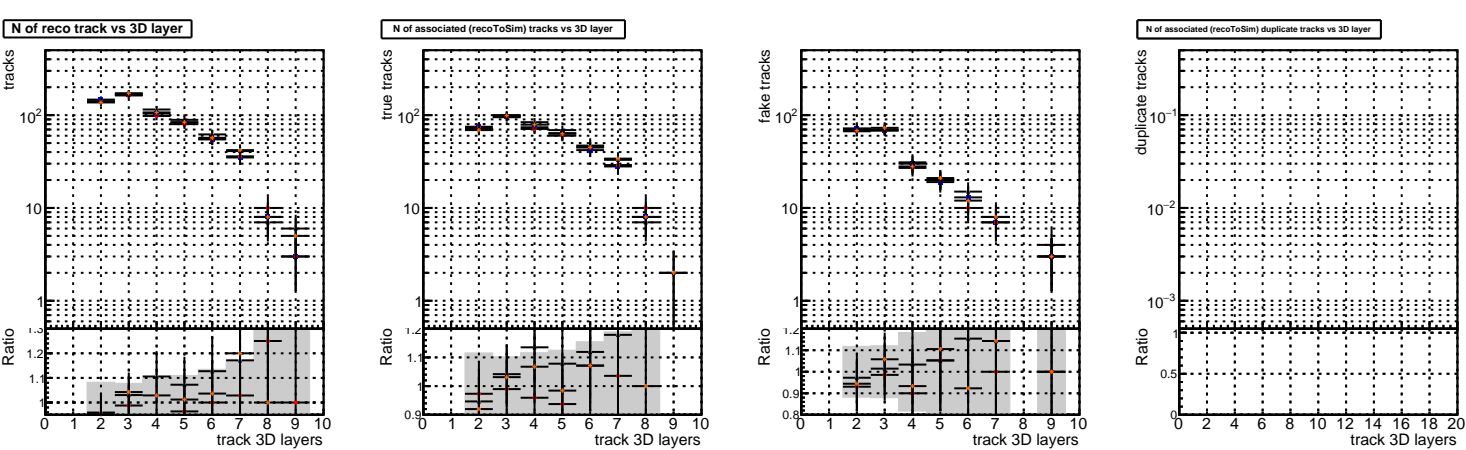 N of reco track vs 3D layer
tracks
10²
10
1
Ratio
1.3
1.2
1.1
1
0 1 2 3 4 5 6 7 8 9 10
track 3D layers
N of associated (recoToSim) tracks vs 3D layer
true tracks
10²
10
1
Ratio
1.2
1.1
1
0.9
0 1 2 3 4 5 6 7 8 9 10
track 3D layers
fake tracks
10²
10
1
Ratio
1.2
1.1
1
0.9
0.8
0 1 2 3 4 5 6 7 8 9 10
track 3D layers
N of associated (recoToSim) duplicate tracks vs 3D layer
duplicate tracks
10⁻¹
10⁻²
10⁻³
Ratio
1
0.5
0
0 2 4 6 8 10 12 14 16 18 20
track 3D layers